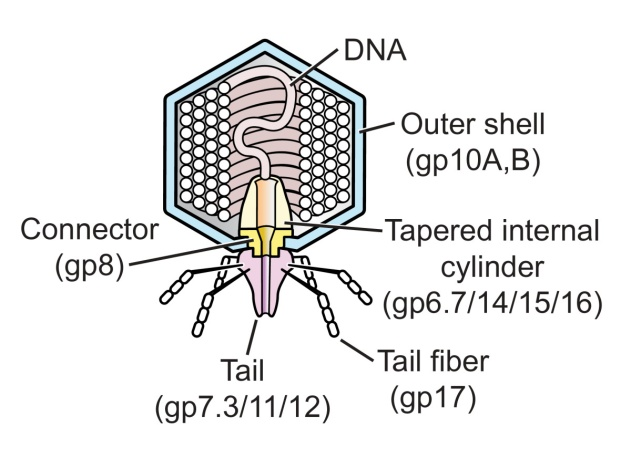 DNA
Outer shell
(gp10A,B)
Connector
(gp8)
Tapered internal
cylinder
(gp6.7/14/15/16)
Tail fiber
(gp17)
Tail
(gp7.3/11/12)